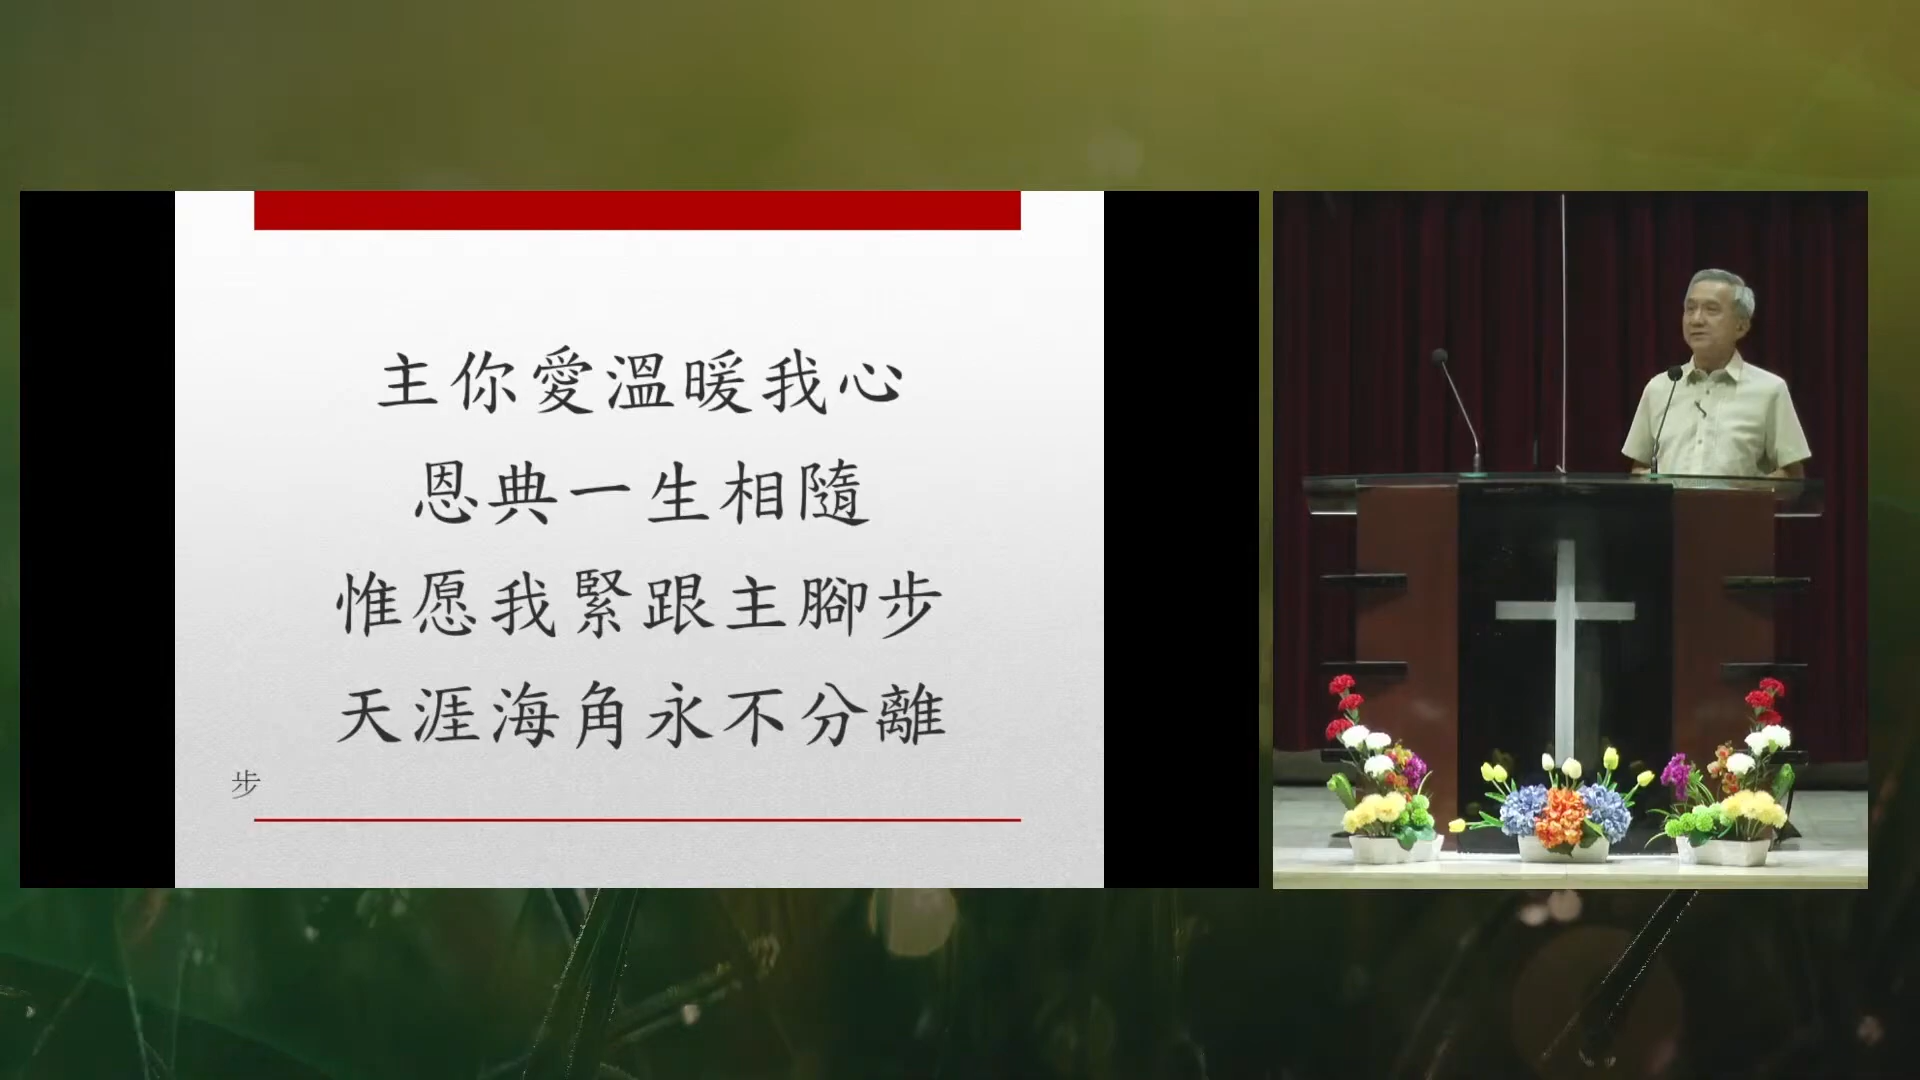 主你愛溫暖我心
恩典一生相隨
惟愿我緊跟主腳步
天涯海角永不分離
步